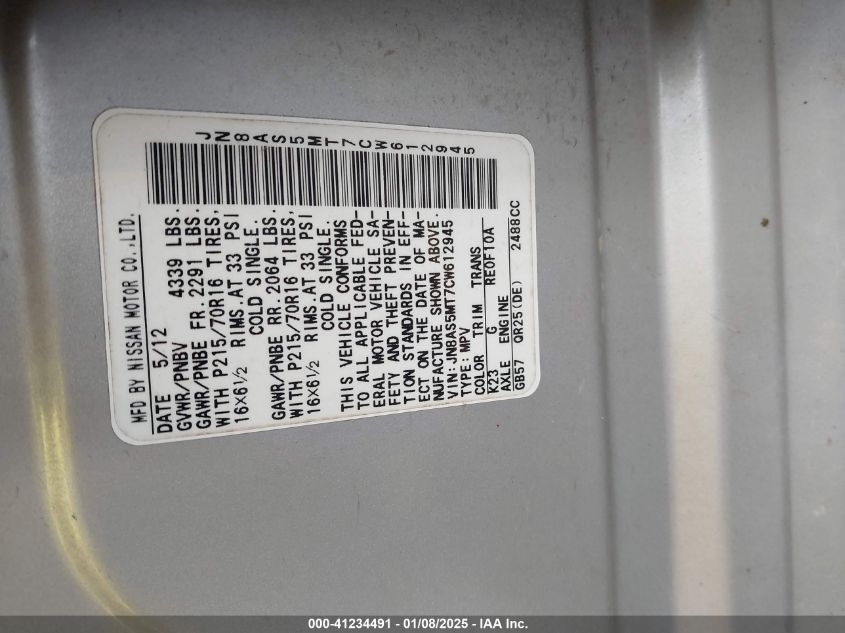 JN8AS5MT7CW612945
MFD BY NISSAN MOTOR CO.,LTD.
DATE 5/12
GVWR/PNBV 4339 LBS.
GAWR/PNBE FR. 2291 LBS.
WITH P215/70R16 TIRES,
16X6½ RIMS.AT 33 PSI
COLD SINGLE.
GAWR/PNBE RR. 2064 LBS.
WITH P215/70R16 TIRES,
16X6½ RIMS.AT 33 PSI
COLD SINGLE.
THIS VEHICLE CONFORMS
TO ALL APPLICABLE FED-
ERAL MOTOR VEHICLE SA-
FETY AND THEFT PREVEN-
TION STANDARDS IN EFF-
ECT ON THE DATE OF MA-
NUFACTURE SHOWN ABOVE.
VIN:JN8AS5MT7CW612945
TYPE: MPV
COLOR TRIM TRANS
K23 G RE0F10A
AXLE ENGINE
GB57 QR25(DE) 2488CC
000-41234491 - 01/08/2025 - IAA Inc.